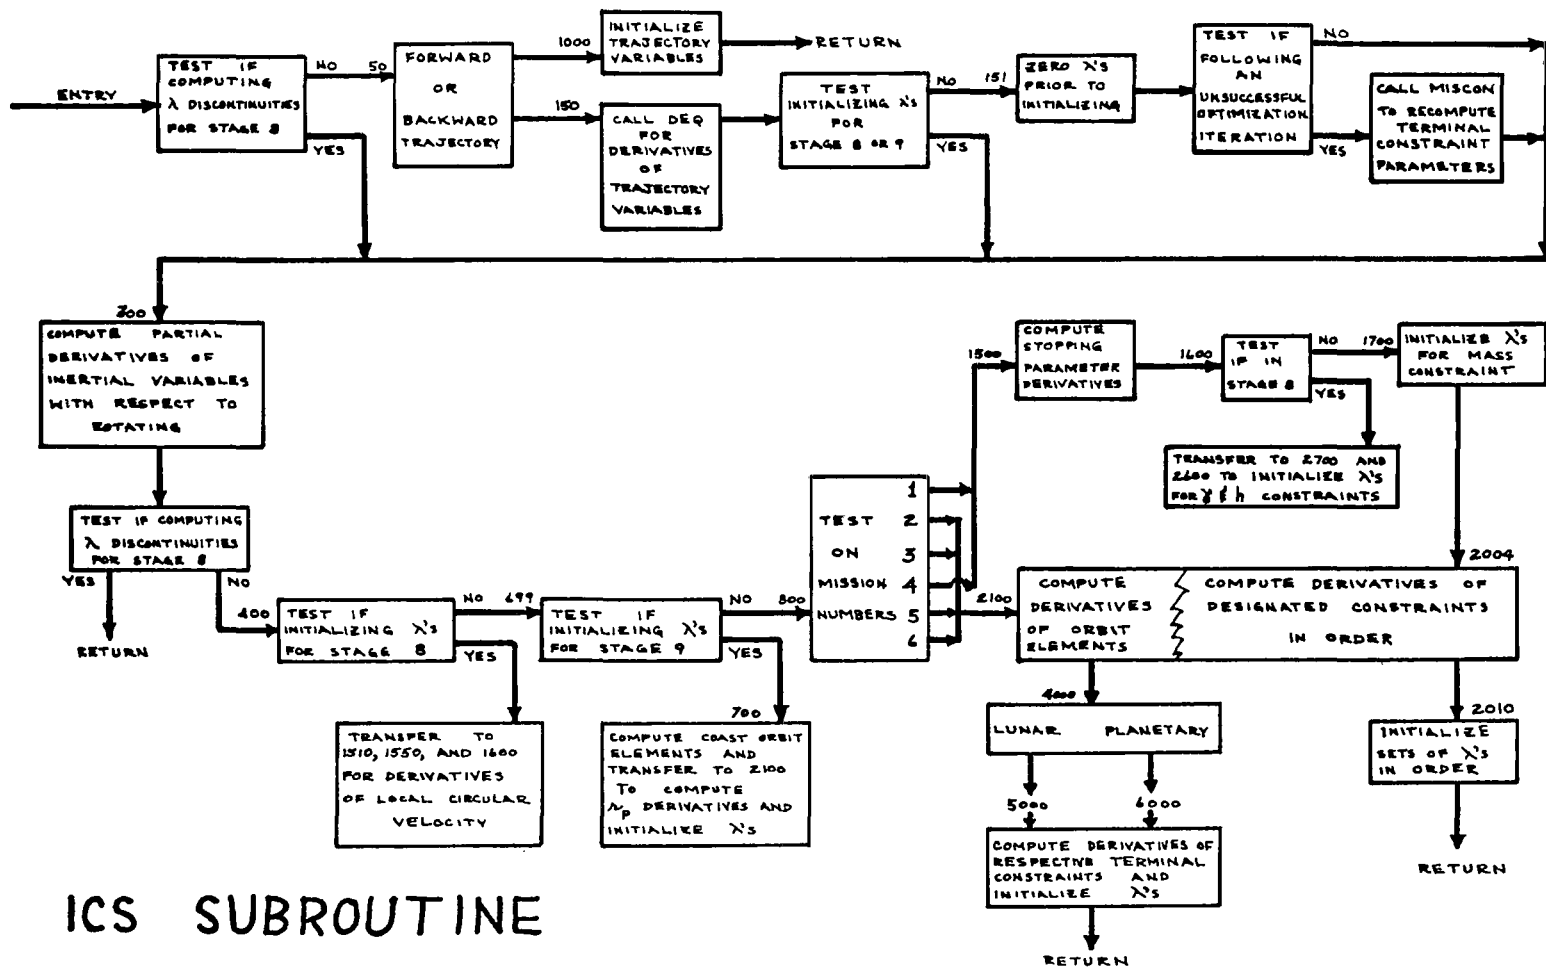 ENTRY
TEST IF
COMPUTING
λ DISCONTINUITIES
FOR STAGE 8
NO
YES
50
FORWARD
OR
BACKWARD
TRAJECTORY
1000
INITIALIZE
TRAJECTORY
VARIABLES
RETURN
150
CALL DEQ
FOR
DERIVATIVES
OF
TRAJECTORY
VARIABLES
TEST
INITIALIZING λ'S
FOR
STAGE 8 OR 9
NO
YES
151
ZERO λ'S
PRIOR TO
INITIALIZING
TEST IF
FOLLOWING
AN
UNSUCCESSFUL
OPTIMIZATION
ITERATION
NO
YES
CALL MISCON
TO RECOMPUTE
TERMINAL
CONSTRAINT
PARAMETERS
200
COMPUTE PARTIAL
DERIVATIVES OF
INERTIAL VARIABLES
WITH RESPECT TO
ROTATING
TEST IF COMPUTING
λ DISCONTINUITIES
FOR STAGE 8
YES
NO
RETURN
400
TEST IF
INITIALIZING λ'S
FOR STAGE 8
NO
YES
699
TEST IF
INITIALIZING λ'S
FOR STAGE 9
NO
YES
800
TRANSFER TO
1510, 1550, AND 1600
FOR DERIVATIVES
OF LOCAL CIRCULAR
VELOCITY
700
COMPUTE COAST ORBIT
ELEMENTS AND
TRANSFER TO 2100
TO COMPUTE
rp DERIVATIVES AND
INITIALIZE λ'S
1
TEST 2
ON 3
MISSION 4
NUMBERS 5
6
1500
COMPUTE
STOPPING
PARAMETER
DERIVATIVES
1600
TEST
IF IN
STAGE 8
NO
YES
1700
INITIALIZE λ'S
FOR MASS
CONSTRAINT
TRANSFER TO 2700 AND
2600 TO INITIALIZE λ'S
FOR γ & h CONSTRAINTS
2100
COMPUTE
DERIVATIVES
OF ORBIT
ELEMENTS
2004
COMPUTE DERIVATIVES OF
DESIGNATED CONSTRAINTS
IN ORDER
4000
LUNAR PLANETARY
5000 6000
COMPUTE DERIVATIVES OF
RESPECTIVE TERMINAL
CONSTRAINTS AND
INITIALIZE λ'S
RETURN
2010
INITIALIZE
SETS OF λ'S
IN ORDER
RETURN
ICS SUBROUTINE